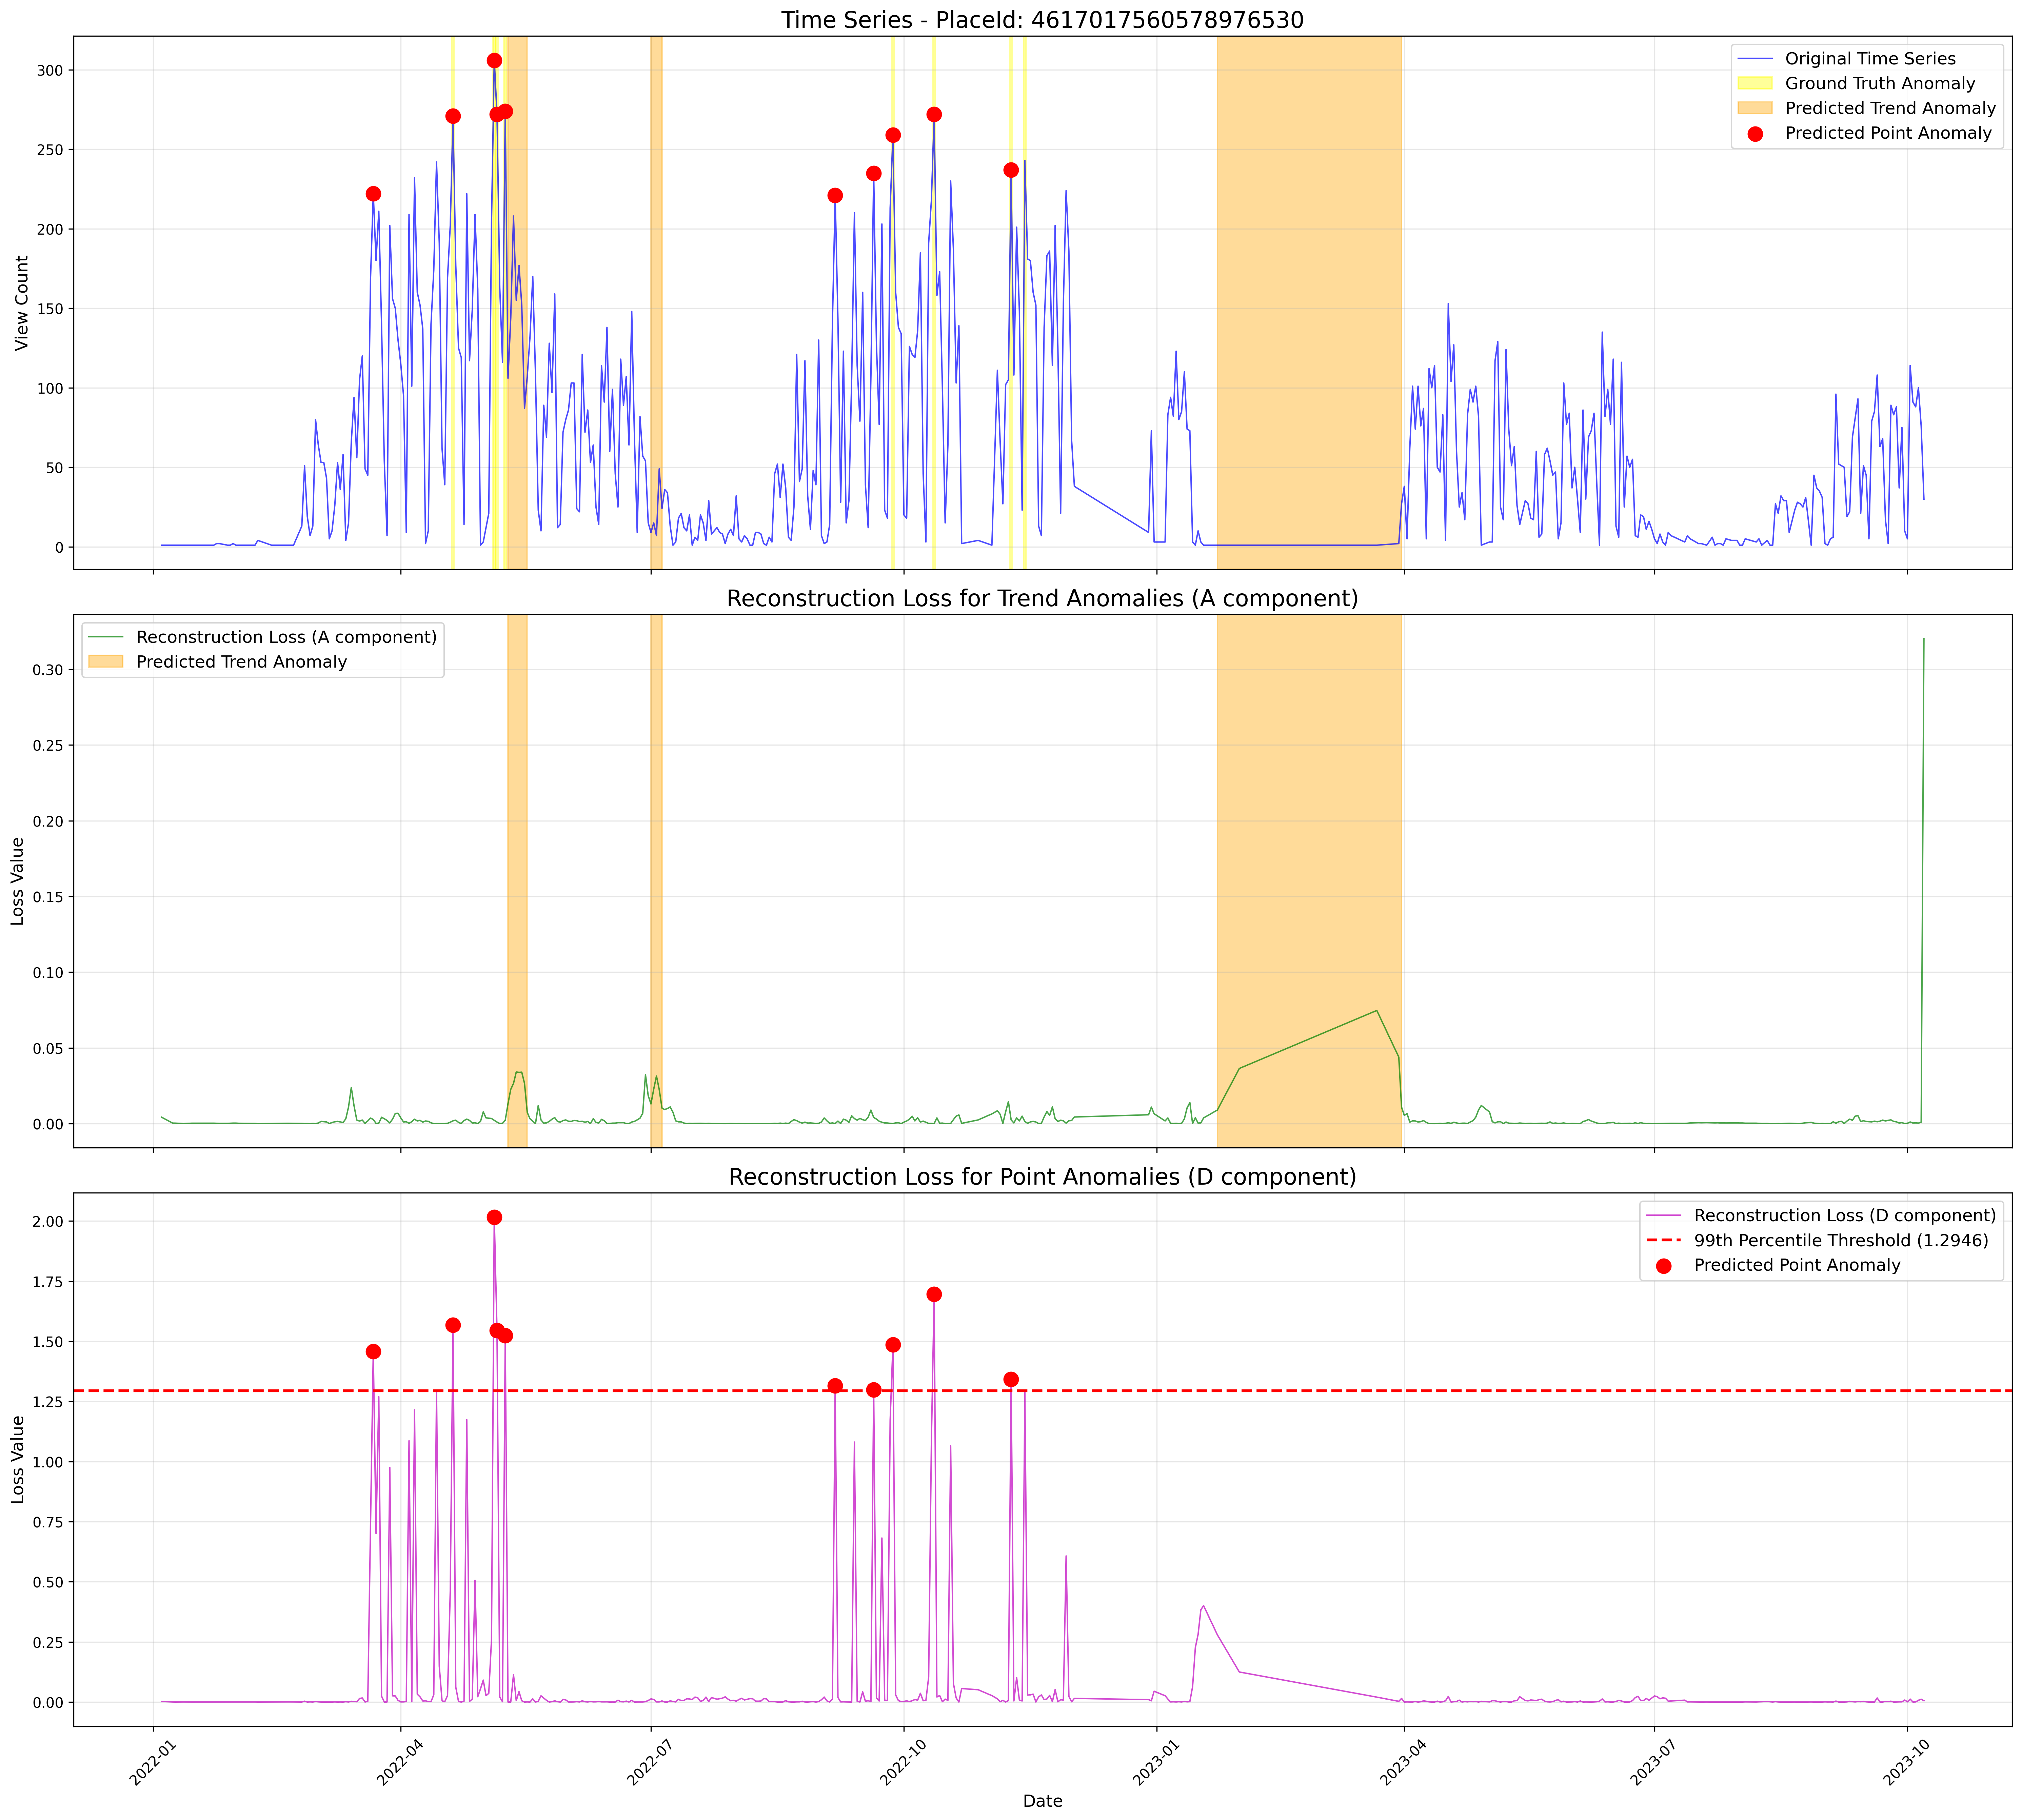 Time Series - PlaceId: 4617017560578976530
Original Time Series
Ground Truth Anomaly
Predicted Trend Anomaly
Predicted Point Anomaly
View Count
300
250
200
150
100
50
0
Reconstruction Loss for Trend Anomalies (A component)
Reconstruction Loss (A component)
Predicted Trend Anomaly
Loss Value
0.30
0.25
0.20
0.15
0.10
0.05
0.00
Reconstruction Loss for Point Anomalies (D component)
Reconstruction Loss (D component)
99th Percentile Threshold (1.2946)
Predicted Point Anomaly
Loss Value
2.00
1.75
1.50
1.25
1.00
0.75
0.50
0.25
0.00
2022-01
2022-04
2022-07
2022-10
2023-01
2023-04
2023-07
2023-10
Date